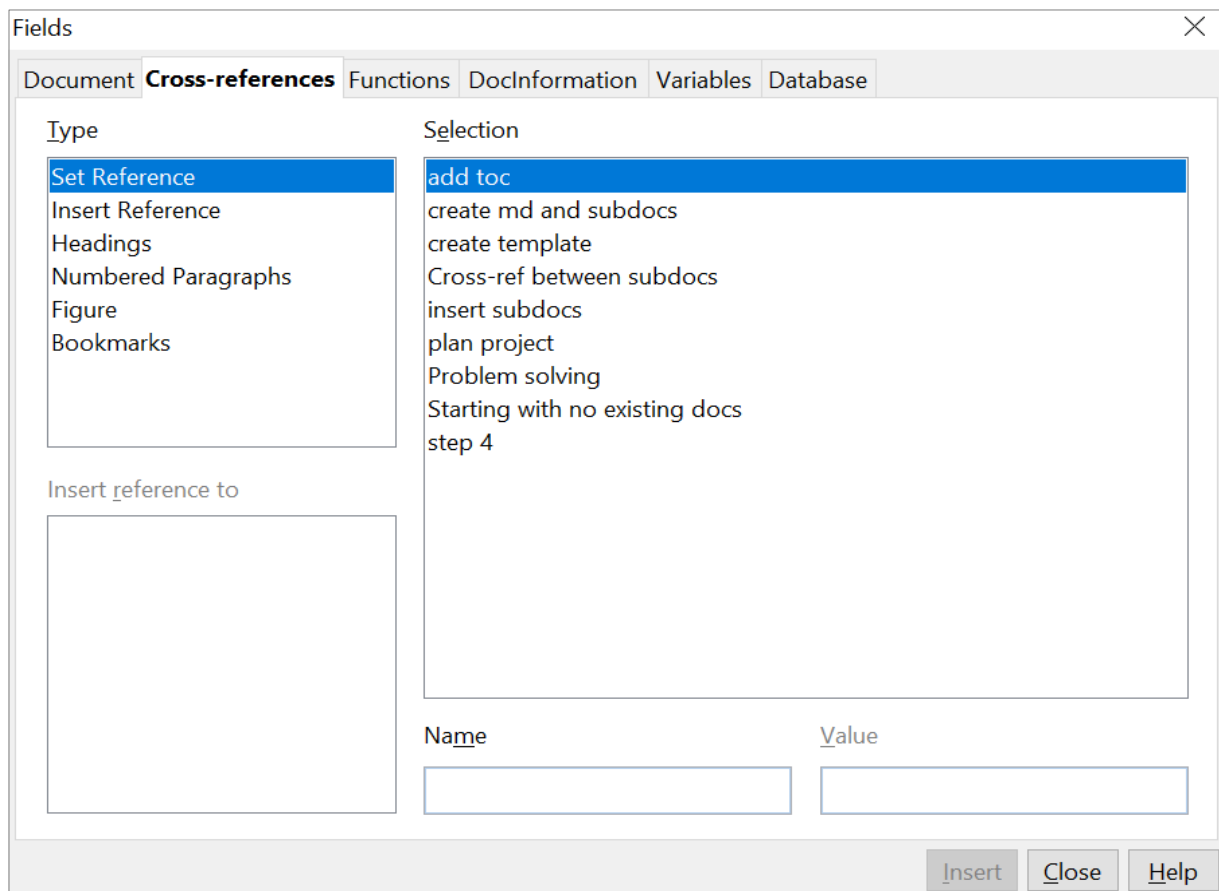 Fields
Document Cross-references Functions DocInformation Variables Database
Type
Selection
Set Reference
Insert Reference
Headings
Numbered Paragraphs
Figure
Bookmarks
add toc
create md and subdocs
create template
Cross-ref between subdocs
insert subdocs
plan project
Problem solving
Starting with no existing docs
step 4
Insert reference to
Name
Value
Insert Close Help